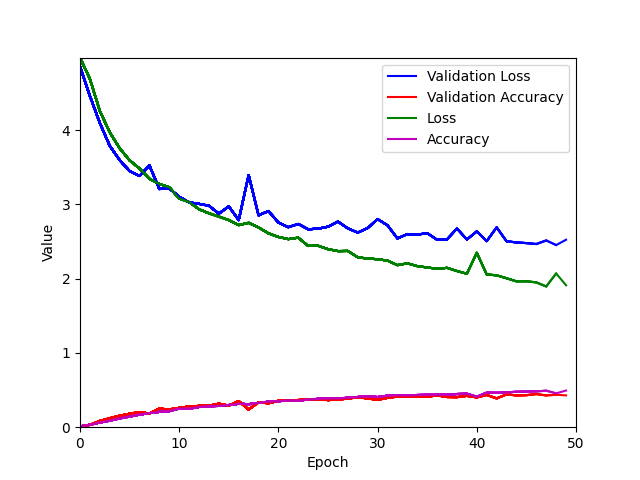 Validation Loss
Validation Accuracy
Loss
Accuracy
Value
4
3
2
1
0
0 10 20 30 40 50
Epoch